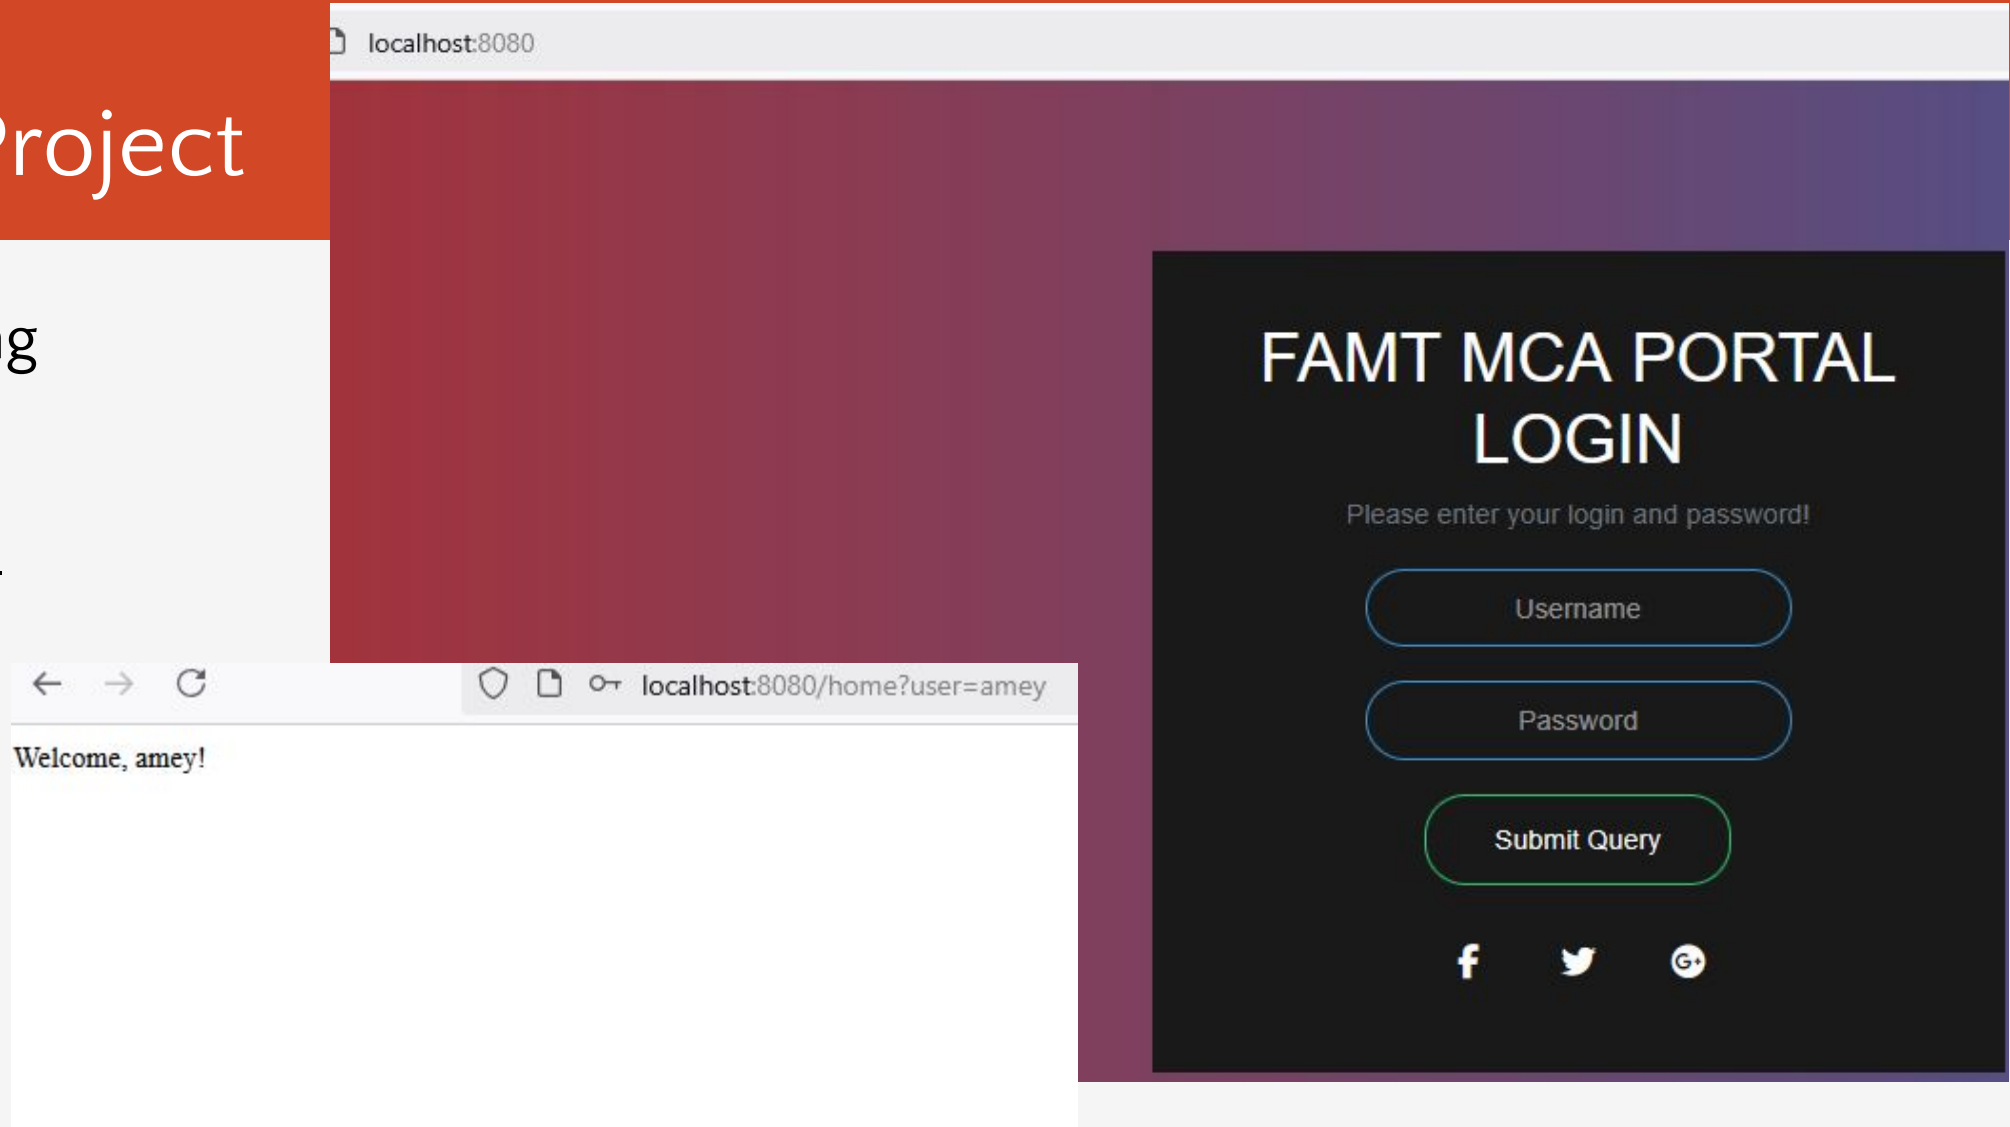 Project
localhost:8080
FAMT MCA PORTAL
LOGIN
Please enter your login and password!
Username
Password
Submit Query
G+
localhost:8080/home?user=amey
Welcome, amey!